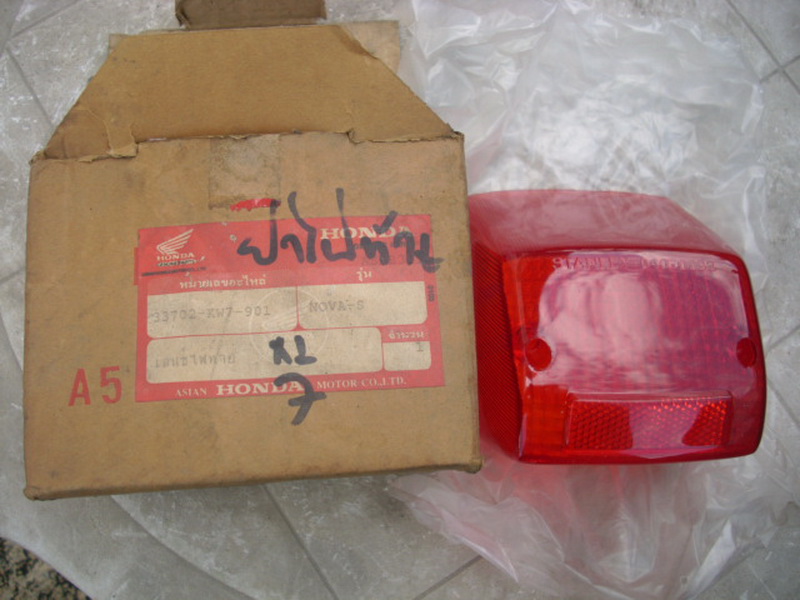 HONDA
HONDA
ฝาไฟท้าย
หมายเลขอะไหล่
รุ่น
33702-KW7-901
NOVA-S
เลนซ์ไฟท้าย
จำนวน
1
XL
7
A5
ASIAN HONDA MOTOR CO.,LTD.
STANLEY